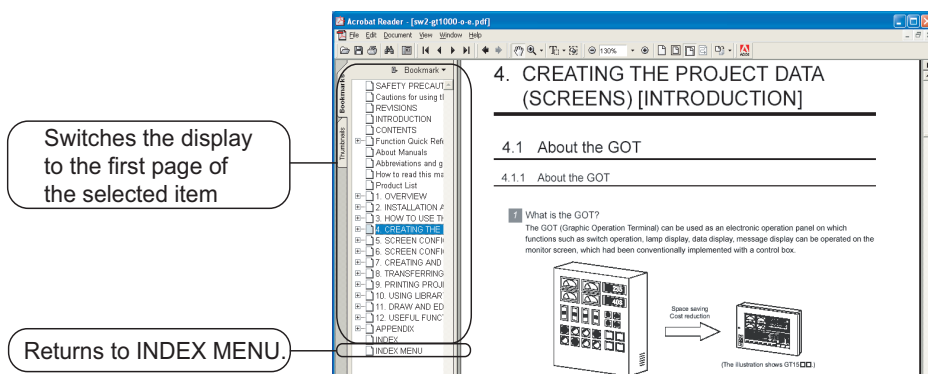 Acrobat Reader - [sw2-gt1000-o-e.pdf]
File Edit Document View Window Help
130%
Bookmarks
Thumbnails
Bookmark
SAFETY PRECAUT
Cautions for using t
REVISIONS
INTRODUCTION
CONTENTS
Function Quick Refe
About Manuals
Abbreviations and g
How to read this ma
Product List
1. OVERVIEW
2. INSTALLATION A
3. HOW TO USE TH
4. CREATING THE
5. SCREEN CONFI
6. SCREEN CONFI
7. CREATING AND
8. TRANSFERRING
9. PRINTING PROJ
10. USING LIBRAR
11. DRAW AND ED
12. USEFUL FUNC
APPENDIX
INDEX
INDEX MENU
Switches the display
to the first page of
the selected item
Returns to INDEX MENU.
4. CREATING THE PROJECT DATA
(SCREENS) [INTRODUCTION]
4.1 About the GOT
4.1.1 About the GOT
1 What is the GOT?
The GOT (Graphic Operation Terminal) can be used as an electronic operation panel on which
functions such as switch operation, lamp display, data display, message display can be operated on the
monitor screen, which had been conventionally implemented with a control box.
Space saving
Cost reduction
(The illustration shows GT15□□.)